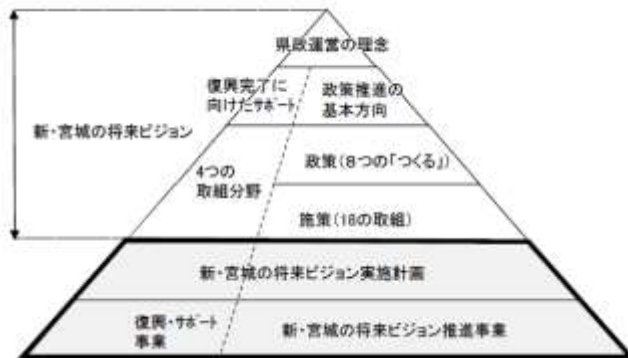 県政運営の理念
復興完了に
向けたサポート
政策推進の
基本方向
新・宮城の将来ビジョン
4つの
取組分野
政策(8つの「つくる」)
施策(18の取組)
新・宮城の将来ビジョン実施計画
復興・サポート
事業
新・宮城の将来ビジョン推進事業